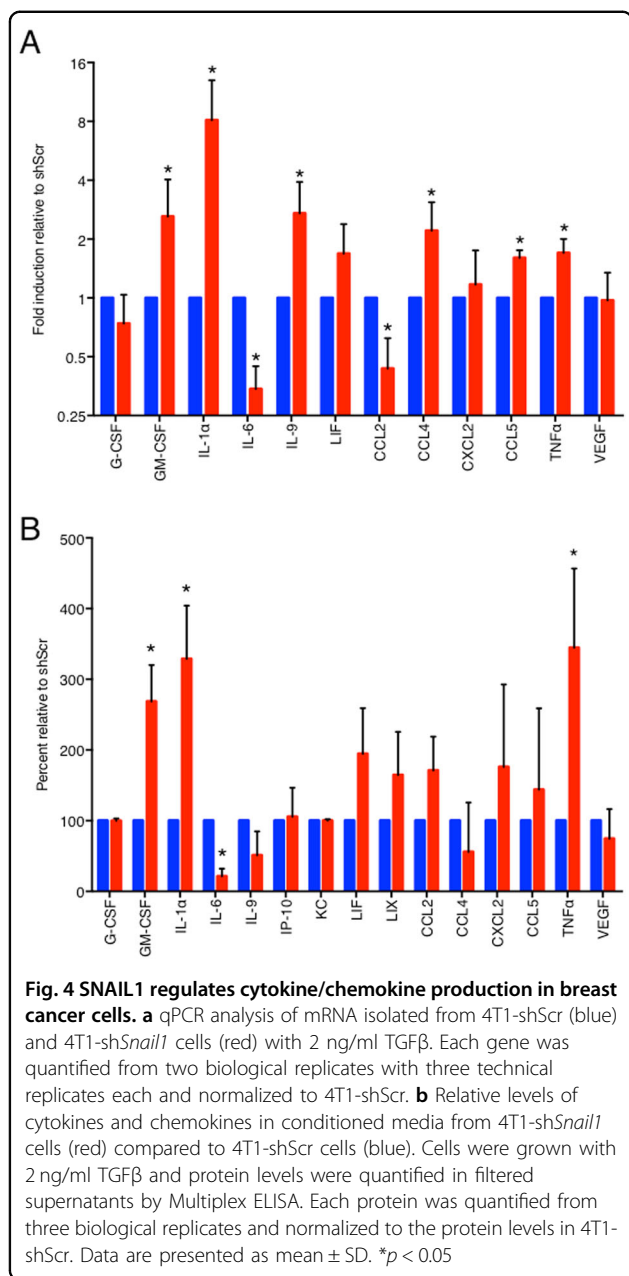 A
Fold induction relative to shScr
16
8
4
2
1
0.5
0.25
G-CSF
GM-CSF
IL-1α
IL-6
IL-9
LIF
CCL2
CCL4
CXCL2
CCL5
TNFα
VEGF
*
*
*
*
*
*
*
*
B
Percent relative to shScr
500
400
300
200
100
0
G-CSF
GM-CSF
IL-1α
IL-6
IL-9
IP-10
KC
LIF
LIX
CCL2
CCL4
CXCL2
CCL5
TNFα
VEGF
*
*
*
*
Fig. 4 SNAIL1 regulates cytokine/chemokine production in breast
cancer cells. a qPCR analysis of mRNA isolated from 4T1-shScr (blue)
and 4T1-shSnail1 cells (red) with 2 ng/ml TGFβ. Each gene was
quantified from two biological replicates with three technical
replicates each and normalized to 4T1-shScr. b Relative levels of
cytokines and chemokines in conditioned media from 4T1-shSnail1
cells (red) compared to 4T1-shScr cells (blue). Cells were grown with
2 ng/ml TGFβ and protein levels were quantified in filtered
supernatants by Multiplex ELISA. Each protein was quantified from
three biological replicates and normalized to the protein levels in 4T1-
shScr. Data are presented as mean ± SD. *p < 0.05